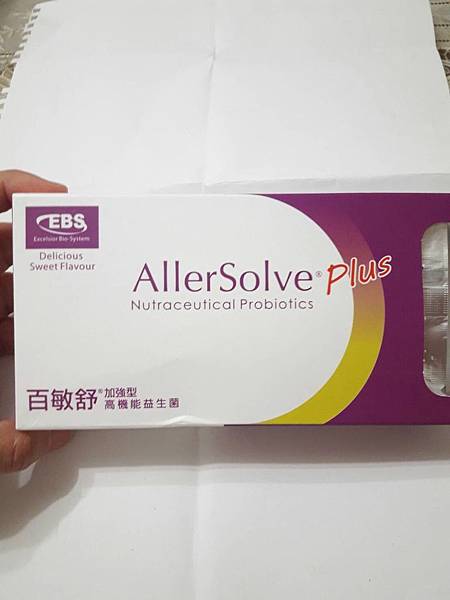 EBS
Excelsior Bio-System
Delicious
Sweet Flavour
AllerSolve® Plus
Nutraceutical Probiotics
百敏舒®加強型
高機能益生菌